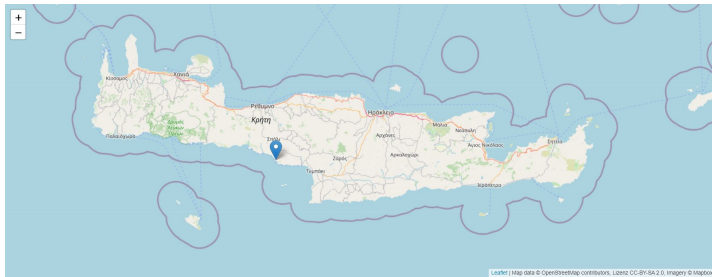 +
−
Κίσσαμος
Χανιά
Ρέθυμνο
Ηράκλειο
Κρήτη
Μάλια
Νεάπολη
Παλαιόχωρα
Σπήλι
Αρχάνες
Άγιος Νικόλαος
Σητεία
Ζαρός
Αρκαλοχώρι
Τυμπάκι
Ιεράπετρα
Leaflet | Map data © OpenStreetMap contributors, Lizenz CC-BY-SA 2.0, Imagery © Mapbox